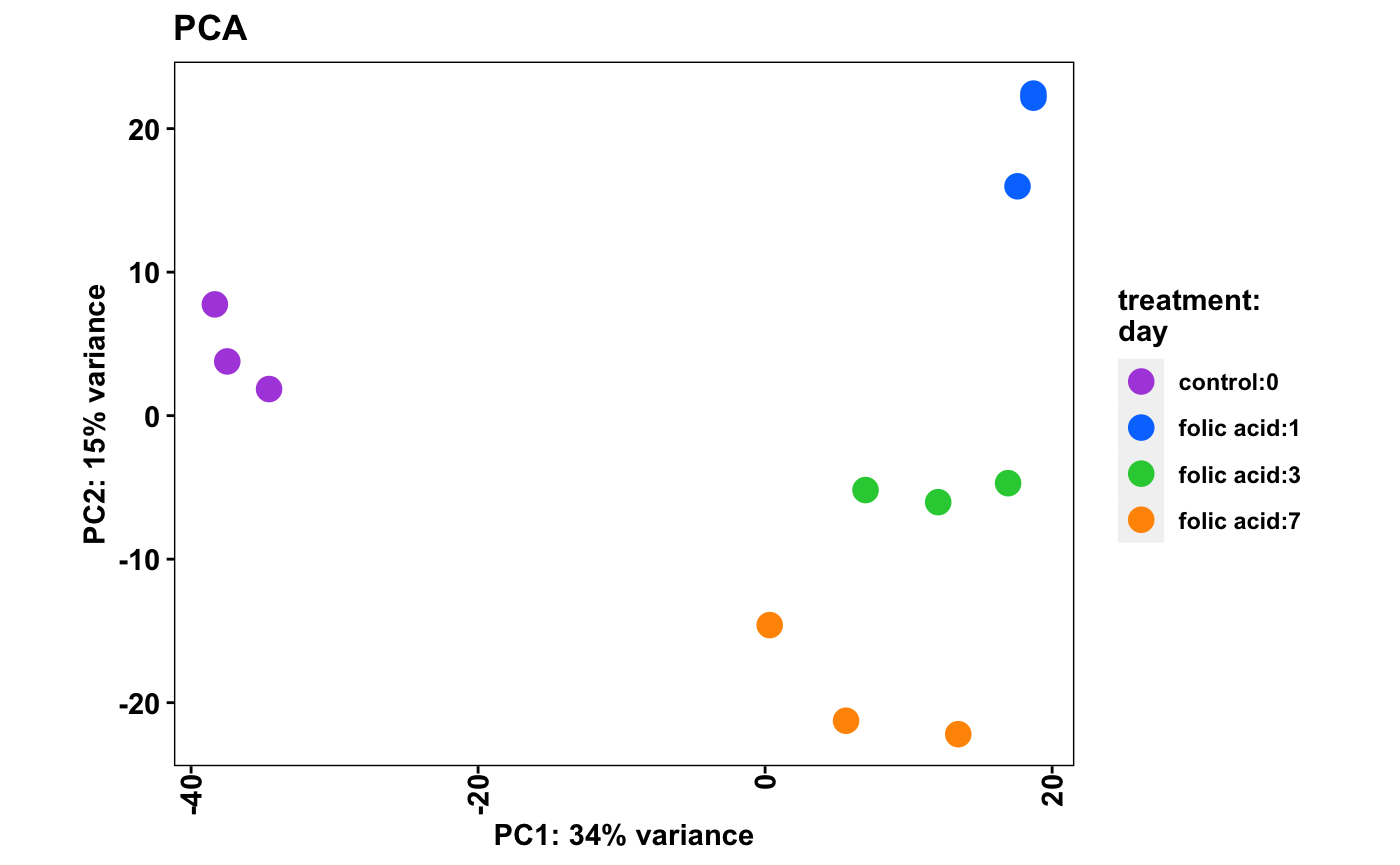 PCA
20
10
0
-10
-20
PC2: 15% variance
-40
-20
0
20
PC1: 34% variance
treatment:
day
control:0
folic acid:1
folic acid:3
folic acid:7